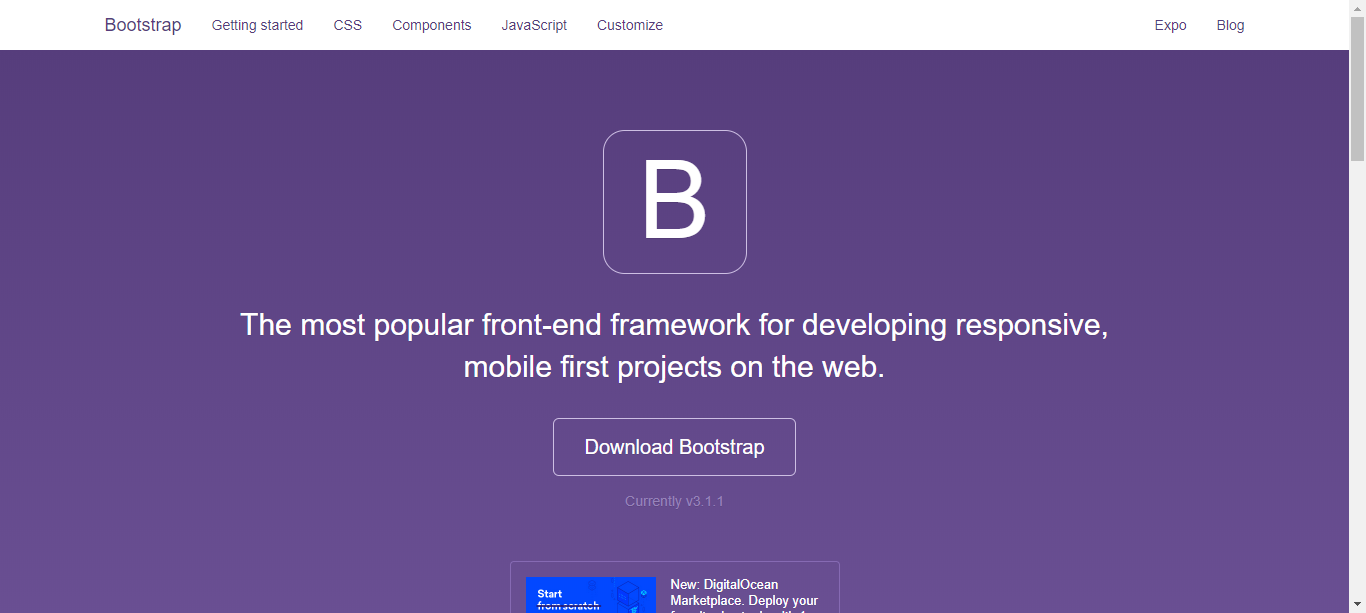 Bootstrap Getting started CSS Components JavaScript Customize Expo Blog
B
The most popular front-end framework for developing responsive,
mobile first projects on the web.
Download Bootstrap
Currently v3.1.1
Start
from scratch
New: DigitalOcean
Marketplace. Deploy your